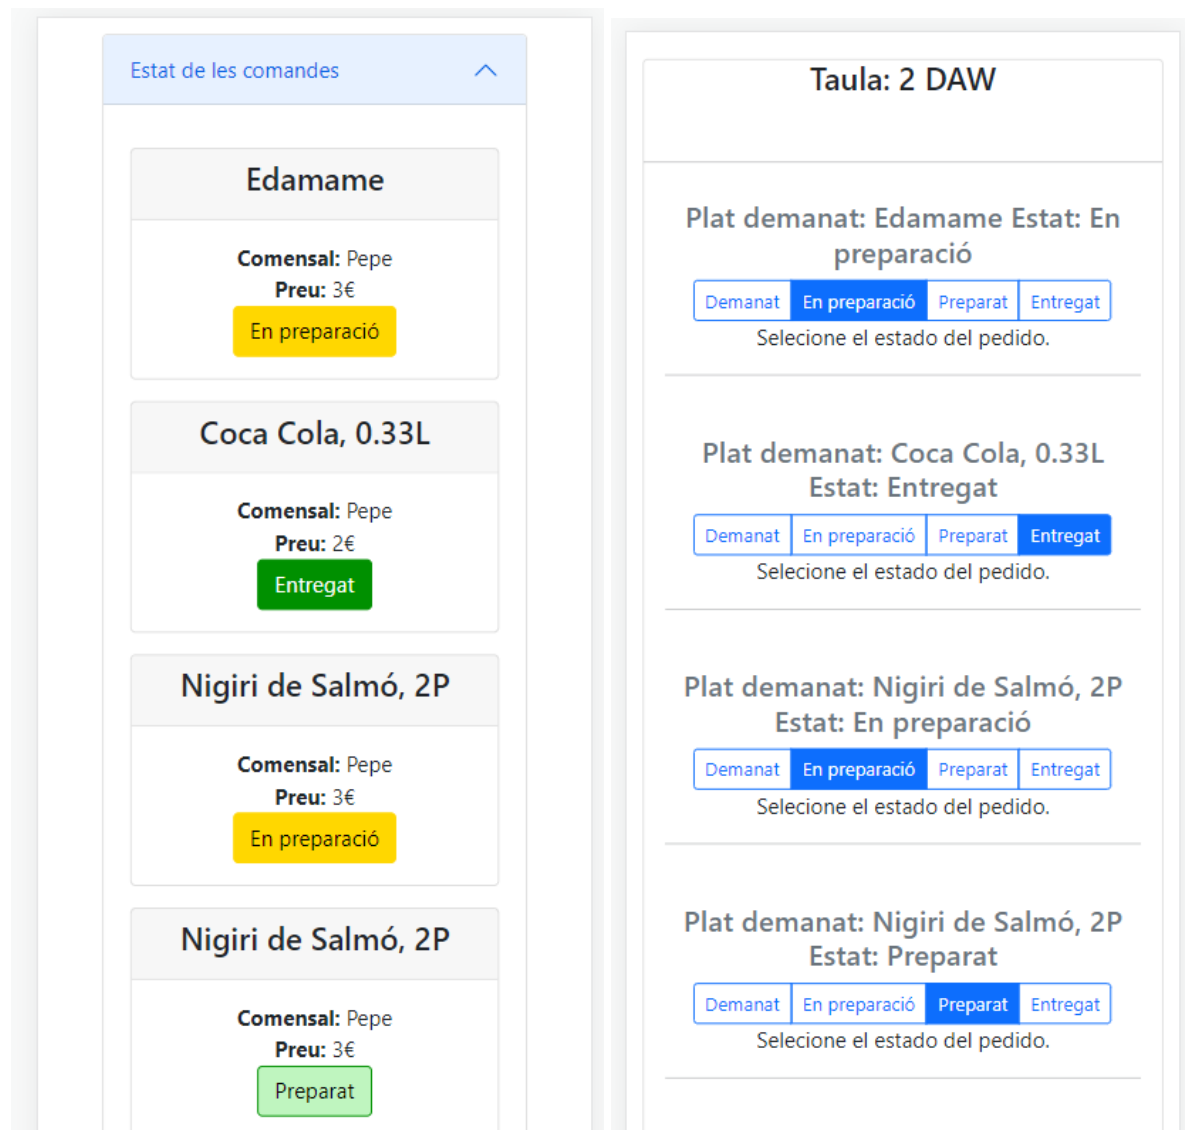 Estat de les comandes
Edamame
Comensal: Pepe
Preu: 3€
En preparació
Coca Cola, 0.33L
Comensal: Pepe
Preu: 2€
Entregat
Nigiri de Salmó, 2P
Comensal: Pepe
Preu: 3€
En preparació
Nigiri de Salmó, 2P
Comensal: Pepe
Preu: 3€
Preparat
Taula: 2 DAW
Plat demanat: Edamame Estat: En
preparació
Demanat En preparació Preparat Entregat
Selecione el estado del pedido.
Plat demanat: Coca Cola, 0.33L
Estat: Entregat
Demanat En preparació Preparat Entregat
Selecione el estado del pedido.
Plat demanat: Nigiri de Salmó, 2P
Estat: En preparació
Demanat En preparació Preparat Entregat
Selecione el estado del pedido.
Plat demanat: Nigiri de Salmó, 2P
Estat: Preparat
Demanat En preparació Preparat Entregat
Selecione el estado del pedido.